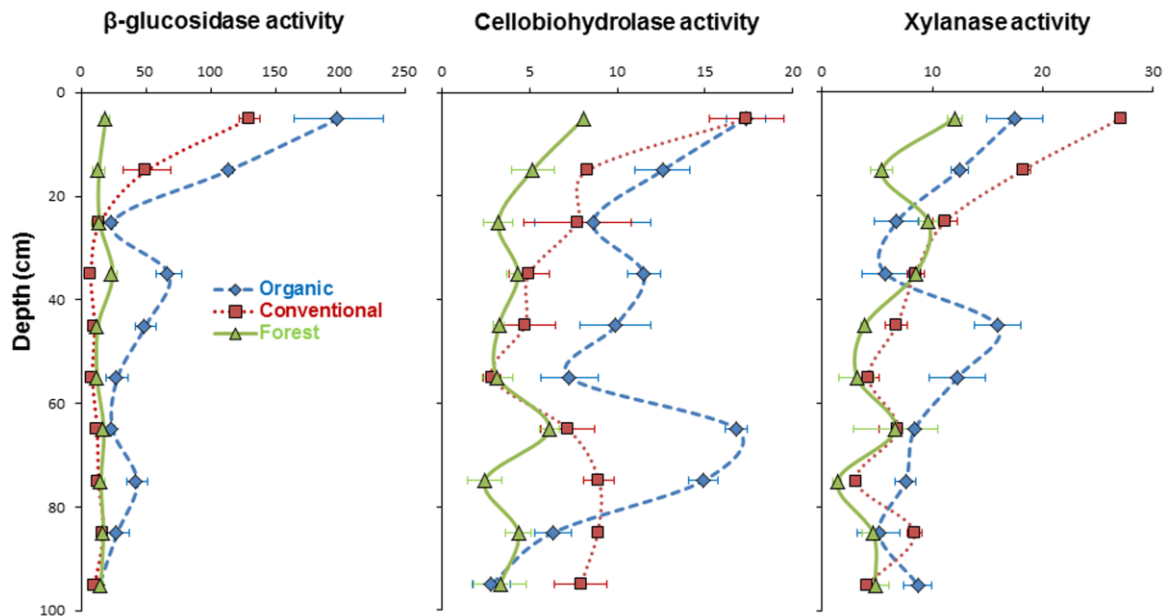 β-glucosidase activity
Cellobiohydrolase activity
Xylanase activity
0 50 100 150 200 250
0 5 10 15 20
0 10 20 30
0
20
40
60
80
100
Depth (cm)
Organic
Conventional
Forest